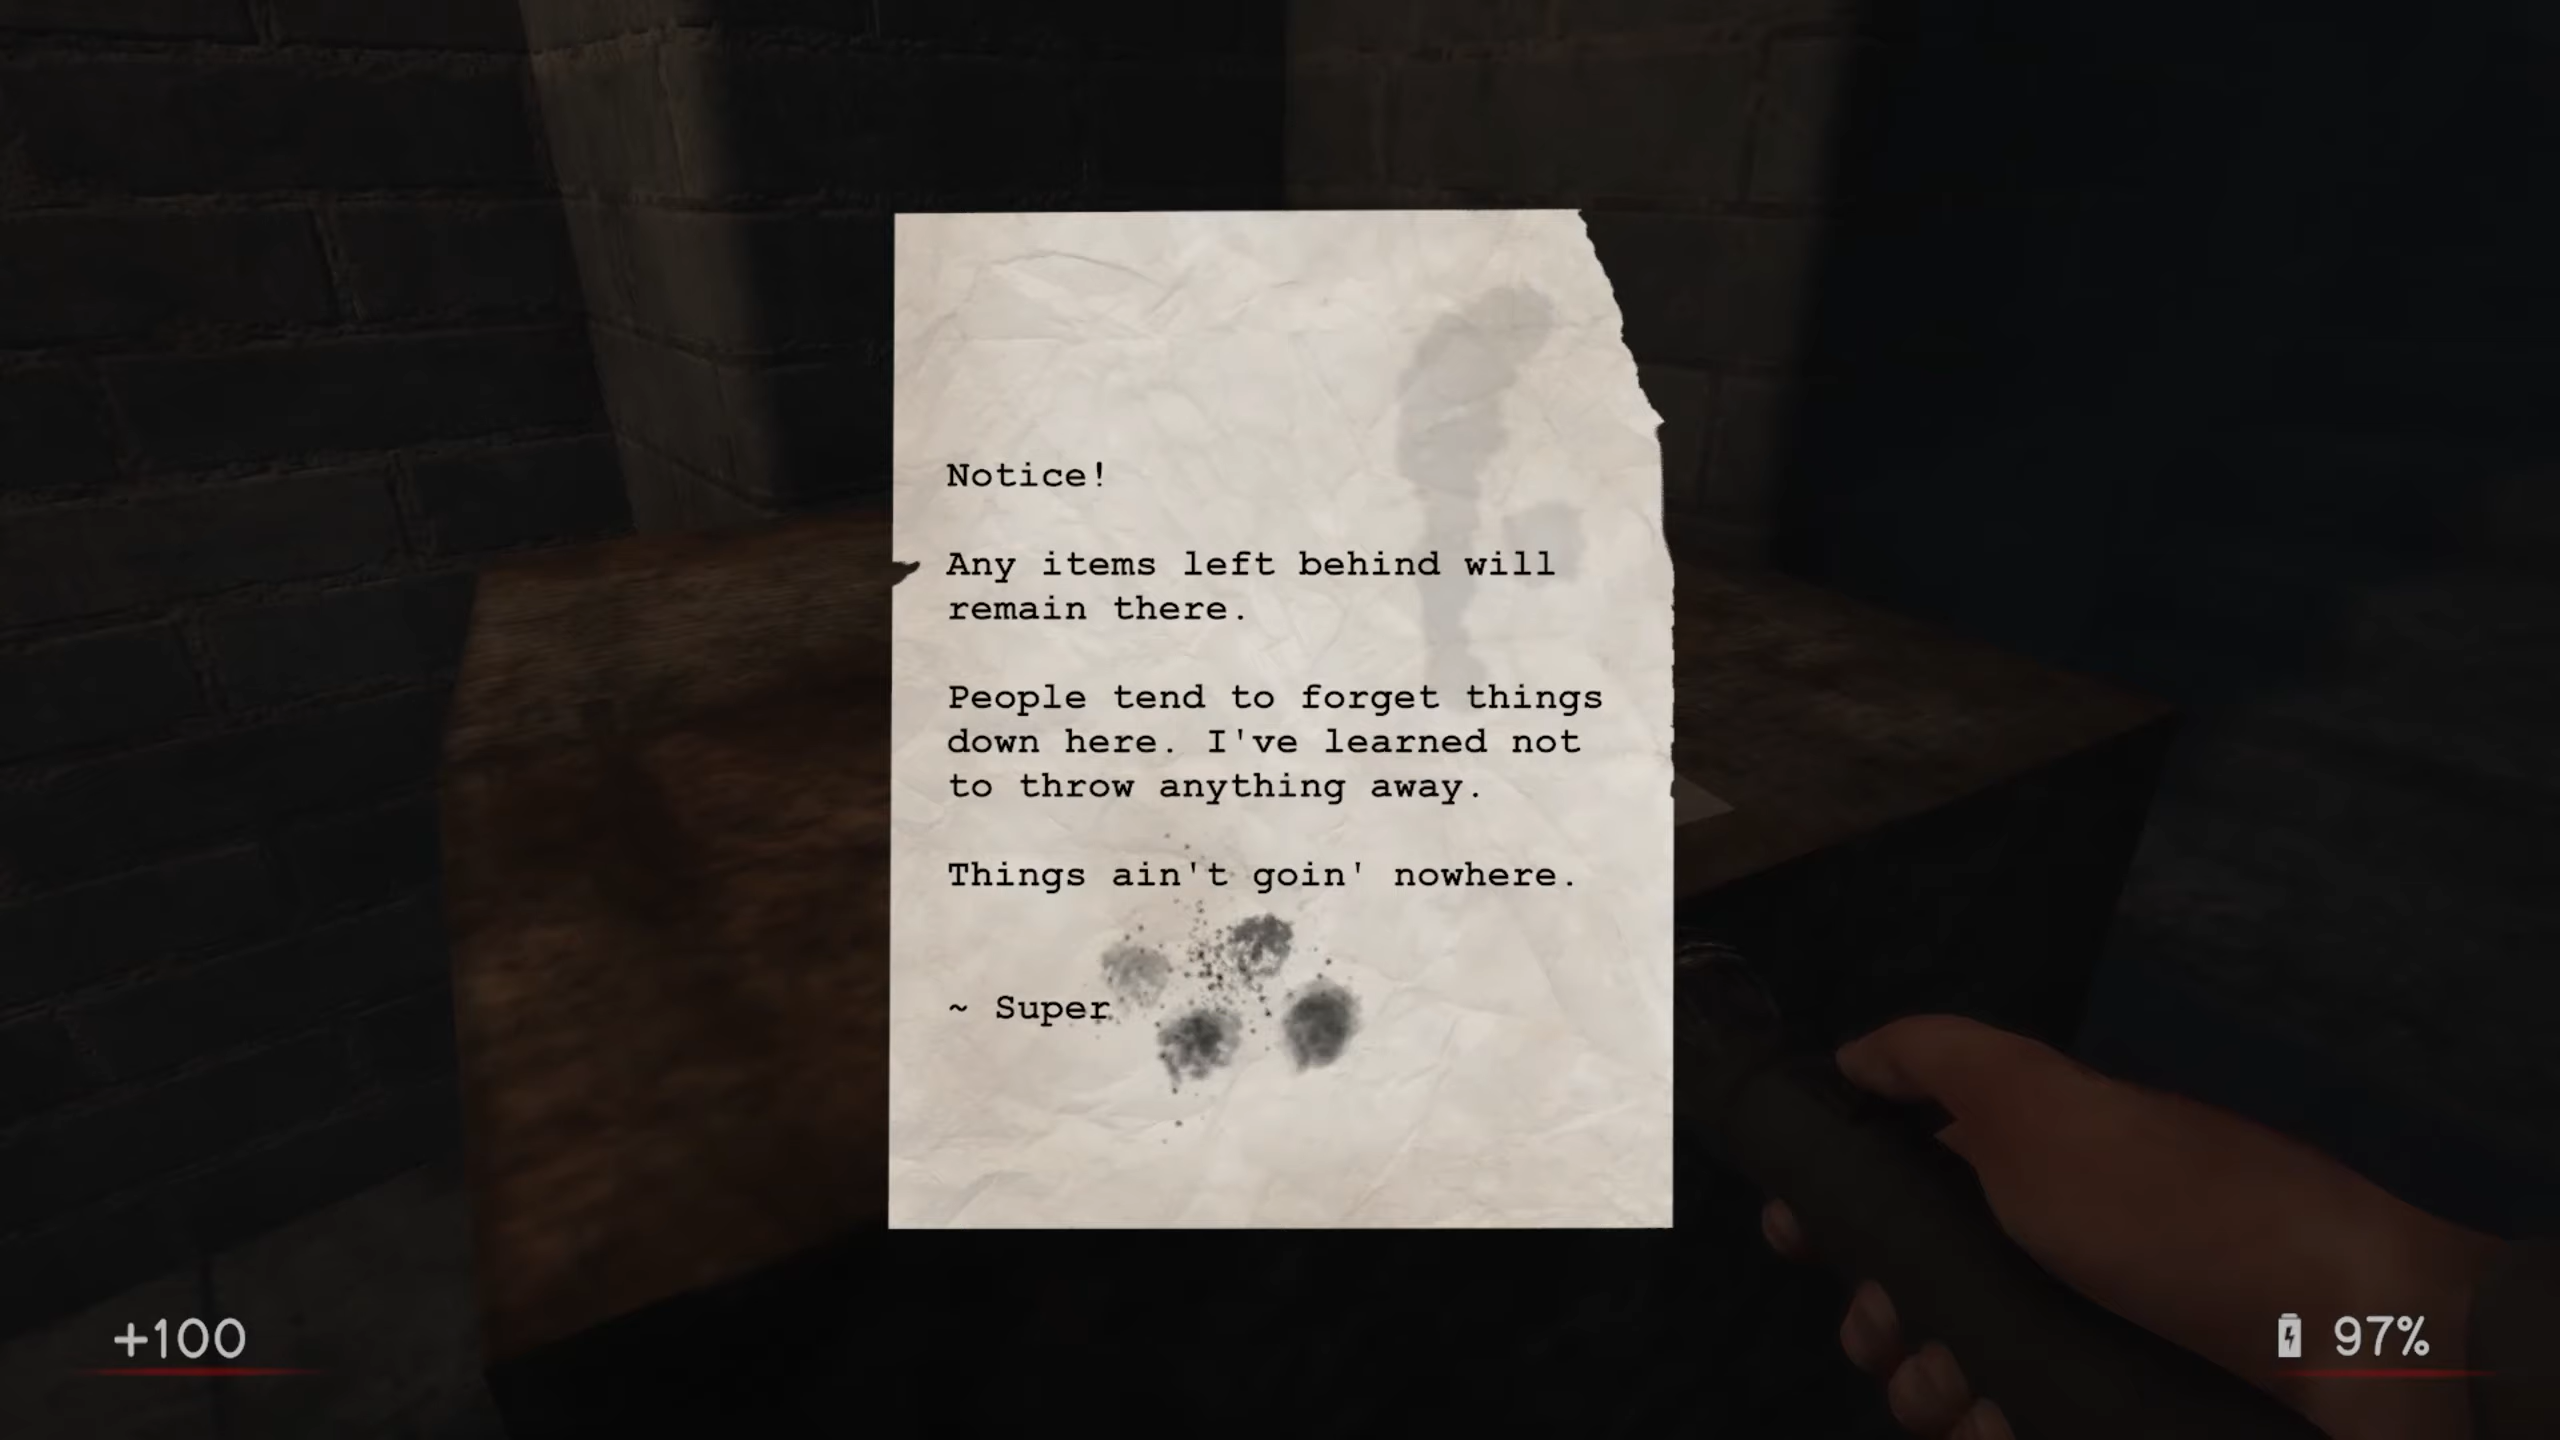 Notice!
Any items left behind will
remain there.
People tend to forget things
down here. I've learned not
to throw anything away.
Things ain't goin' nowhere.
~ Super
+100
97%